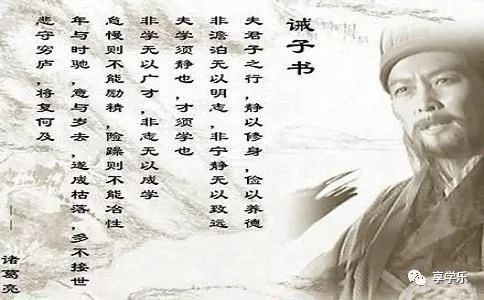 诫子书
夫君子之行，静以修身，俭以养德
非澹泊无以明志，非宁静无以致远
夫学须静也，才须学也
非学无以广才，非志无以成学
怠慢则不能励精，险躁则不能冶性
年与时驰，意与岁去，遂成枯落，多不接世
悲守穷庐，将复何及
——诸葛亮
享学乐